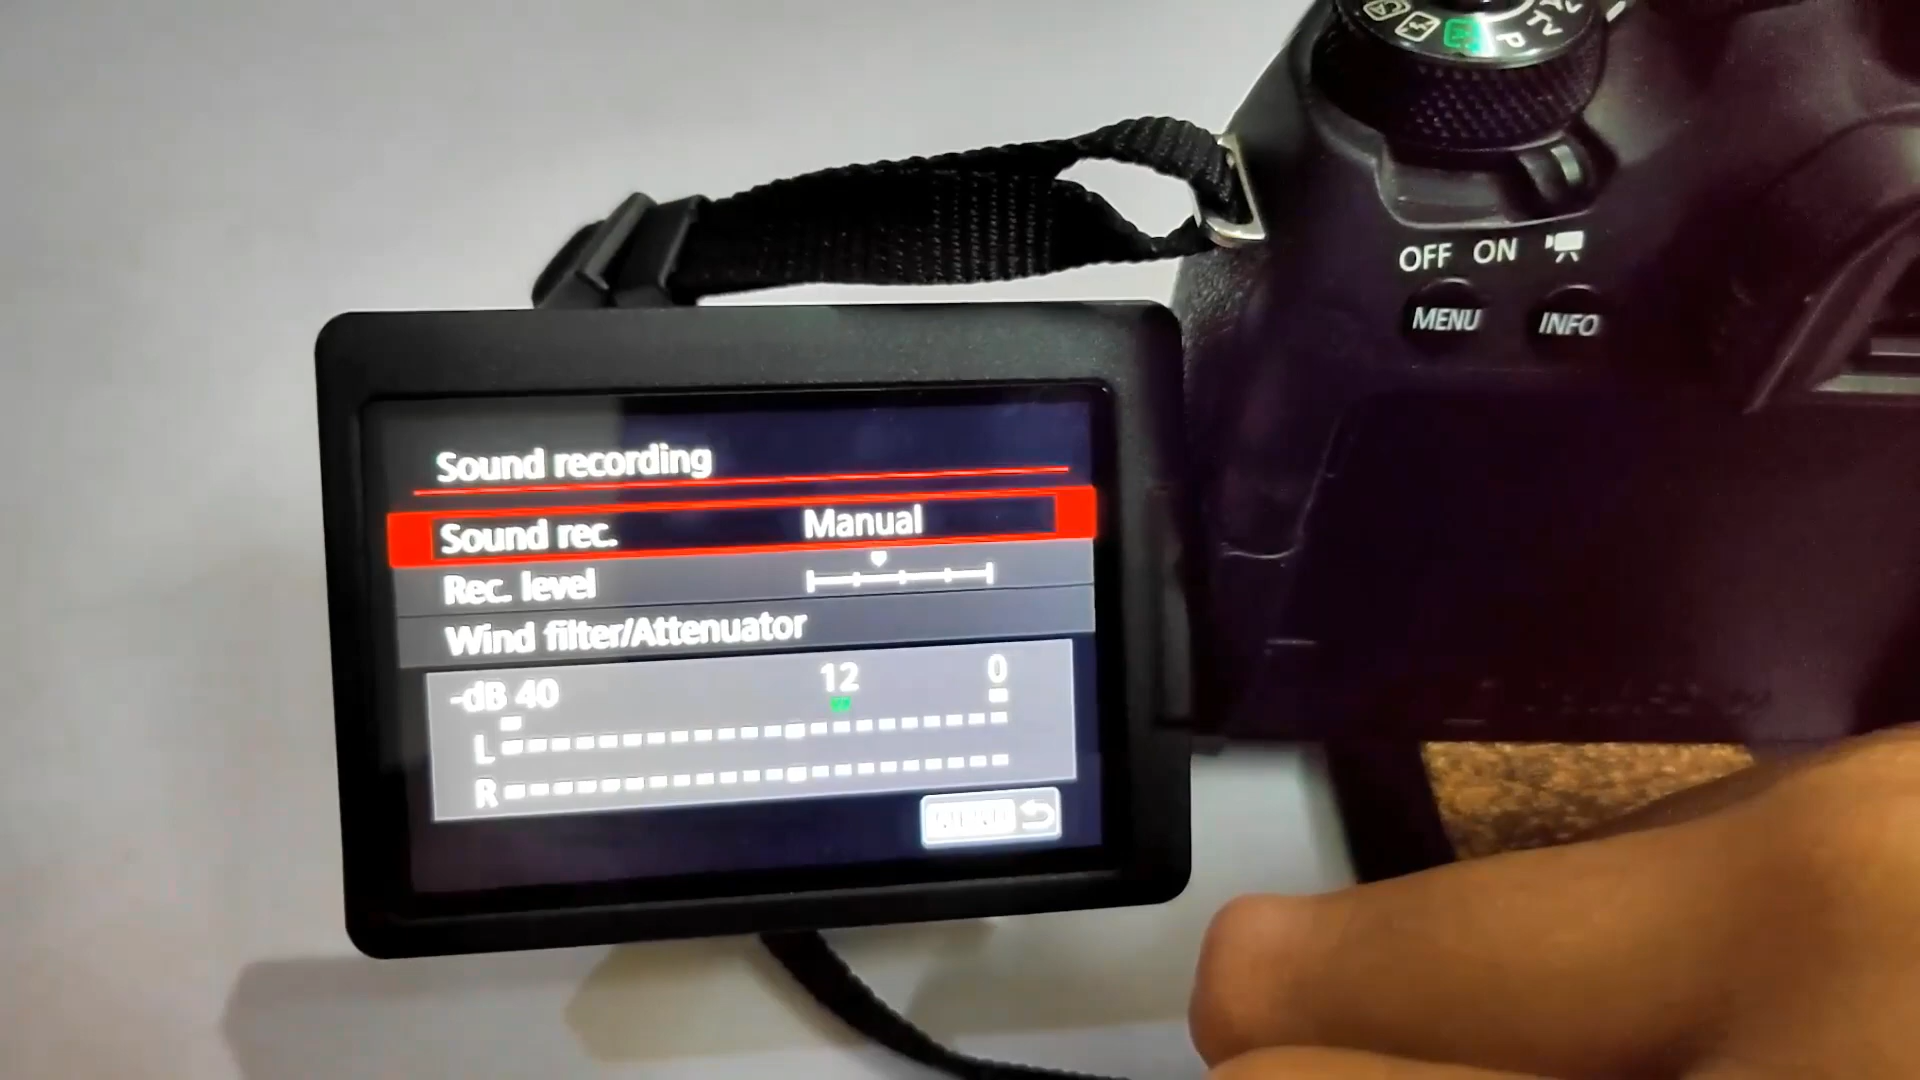 P
OFF ON
MENU INFO
Sound recording
Sound rec. Manual
Rec. level
Wind filter/Attenuator
-dB 40 12 0
L
R